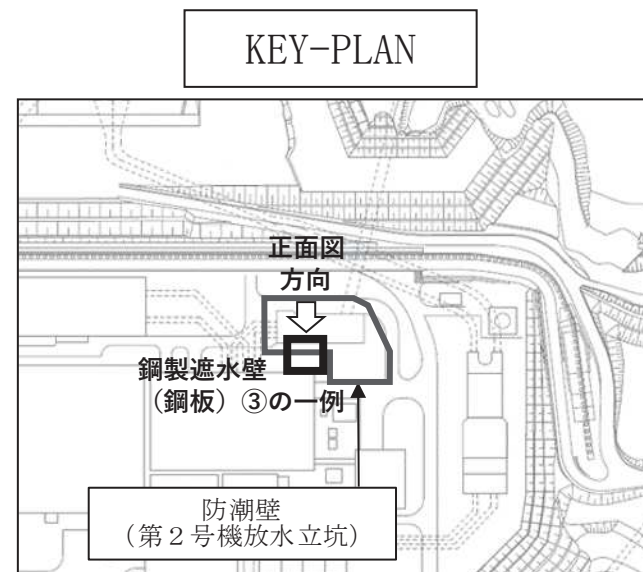 KEY-PLAN
正面図
方向
鋼製遮水壁
（鋼板）③の一例
防潮壁
（第２号機放水立坑）